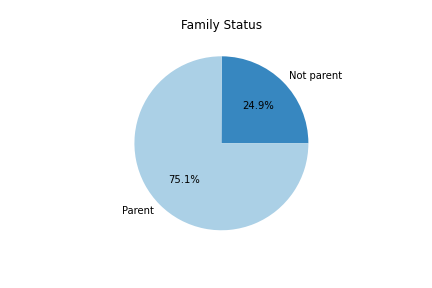 Family Status
Not parent
24.9%
75.1%
Parent